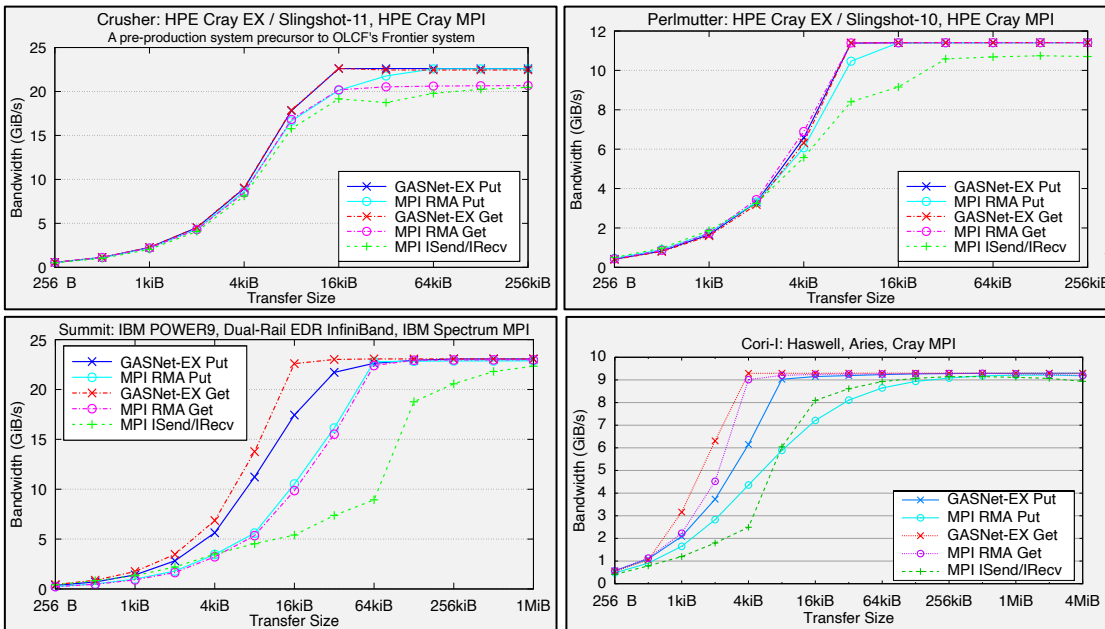 Crusher: HPE Cray EX / Slingshot-11, HPE Cray MPI
A pre-production system precursor to OLCF's Frontier system
Bandwidth (GiB/s)
25
20
15
10
5
0
GASNet-EX Put
MPI RMA Put
GASNet-EX Get
MPI RMA Get
MPI ISend/IRecv
256 B 1kiB 4kiB 16kiB 64kiB 256kiB
Transfer Size
Perlmutter: HPE Cray EX / Slingshot-10, HPE Cray MPI
Bandwidth (GiB/s)
12
10
8
6
4
2
0
GASNet-EX Put
MPI RMA Put
GASNet-EX Get
MPI RMA Get
MPI ISend/IRecv
256 B 1kiB 4kiB 16kiB 64kiB 256kiB
Transfer Size
Summit: IBM POWER9, Dual-Rail EDR InfiniBand, IBM Spectrum MPI
Bandwidth (GiB/s)
25
20
15
10
5
0
GASNet-EX Put
MPI RMA Put
GASNet-EX Get
MPI RMA Get
MPI ISend/IRecv
256 B 1kiB 4kiB 16kiB 64kiB 256kiB 1MiB
Transfer Size
Cori-I: Haswell, Aries, Cray MPI
Bandwidth (GiB/s)
10
9
8
7
6
5
4
3
2
1
0
GASNet-EX Put
MPI RMA Put
GASNet-EX Get
MPI RMA Get
MPI ISend/IRecv
256 B 1kiB 4kiB 16kiB 64kiB 256kiB 1MiB 4MiB
Transfer Size